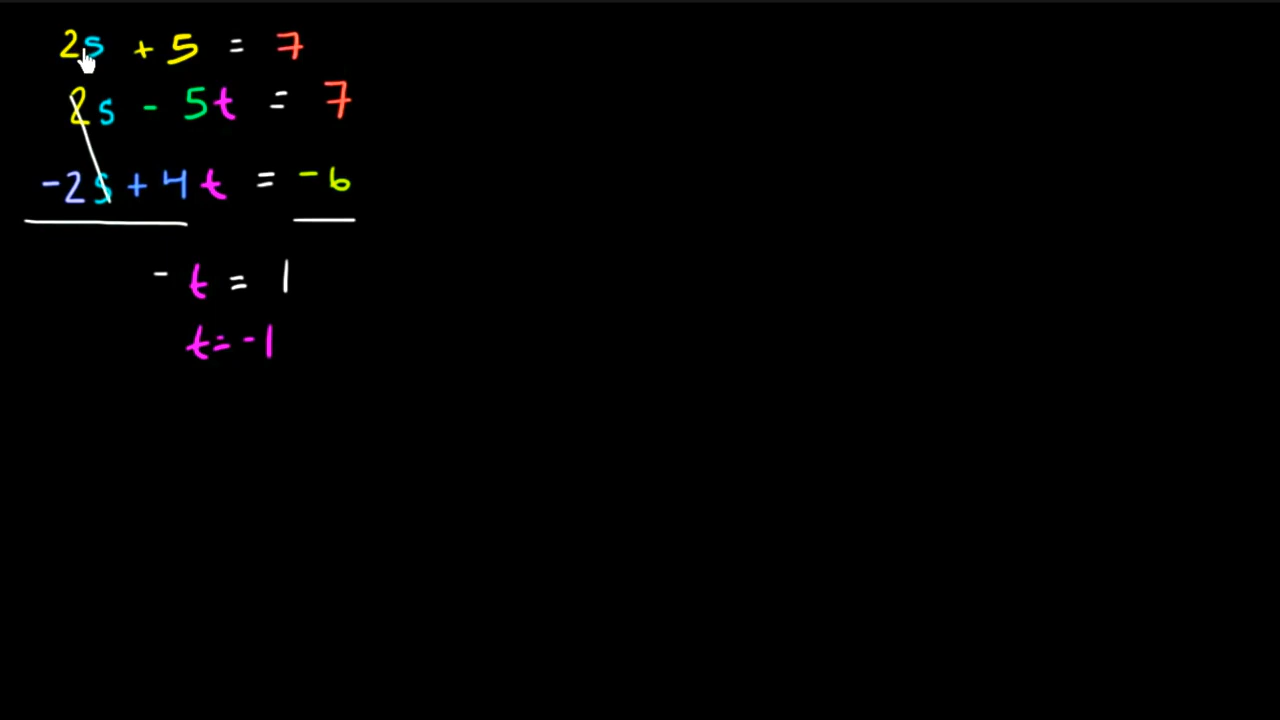 2s + 5 = 7
2s - 5t = 7
-2s + 4t = -6
- t = 1
t = -1